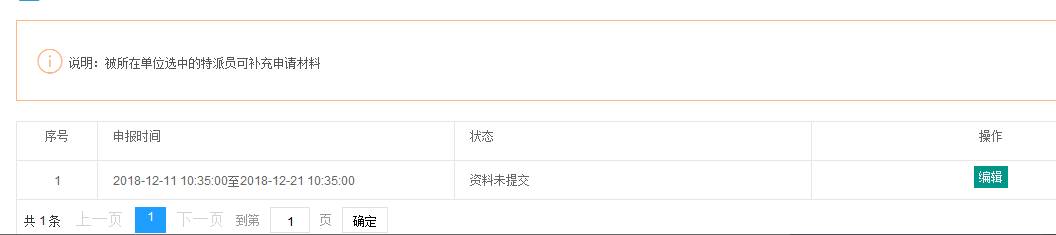 说明：被所在单位选中的特派员可补充申请材料
序号 申报时间 状态 操作
1 2018-12-11 10:35:00至2018-12-21 10:35:00 资料未提交 编辑
共 1 条 上一页 1 下一页 到第 1 页 确定